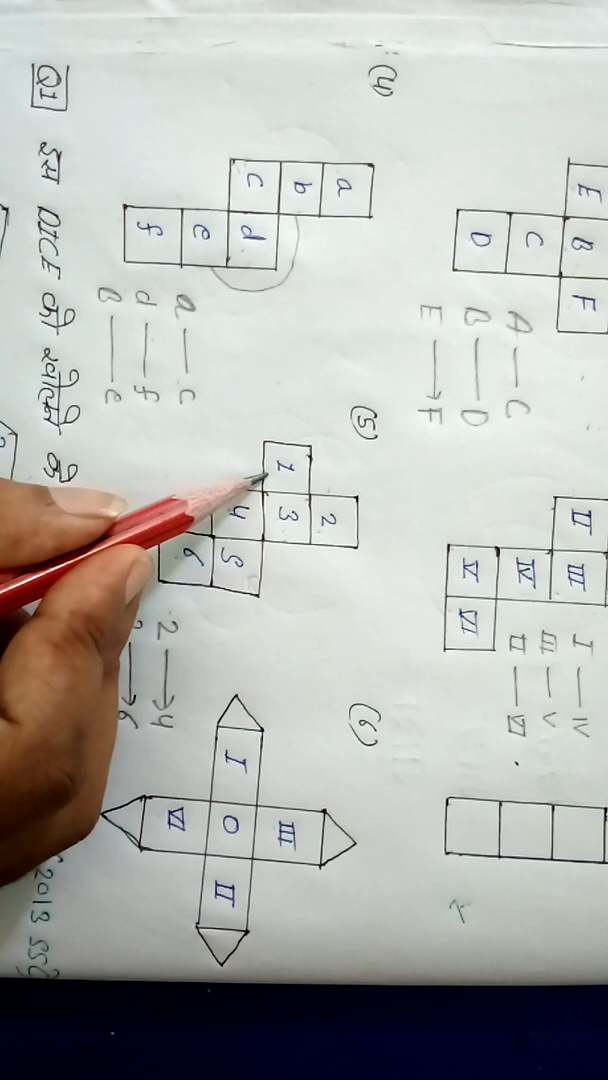 E
B F
C
D
A — C
B — D
E → F
II
III
IV
V VI
I — IV
III — V
II — VI
(4)
a
b
c d
e
f
a — c
d — f
B — e
(5)
2
1 3
4 5
6
2 → 4
→ 6
(6)
III
I O II
VI
Q1 इस DICE को खोलने के
2013 SSC